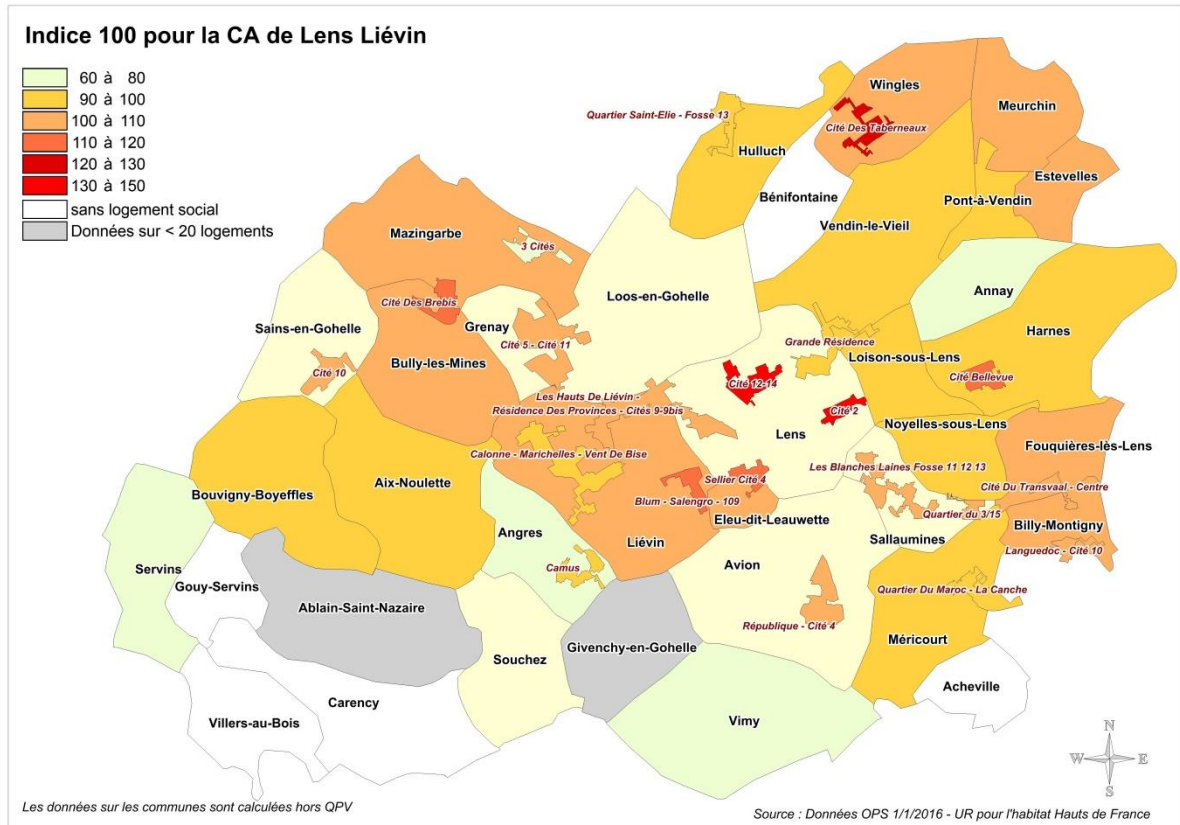 Indice 100 pour la CA de Lens Liévin
60 à 80
90 à 100
100 à 110
110 à 120
120 à 130
130 à 150
sans logement social
Données sur < 20 logements
Wingles
Meurchin
Quartier Saint-Elie - Fosse 13
Cité Des Taberneaux
Hulluch
Estevelles
Bénifontaine
Pont-à-Vendin
Vendin-le-Vieil
Mazingarbe
3 Cités
Annay
Loos-en-Gohelle
Cité Des Brebis
Sains-en-Gohelle
Grenay
Harnes
Cité 5 - Cité 11
Grande Résidence
Bully-les-Mines
Loison-sous-Lens
Cité 10
Cité 12-14
Cité Bellevue
Les Hauts De Liévin -
Résidence Des Provinces - Cités 9-9bis
Cité 2
Noyelles-sous-Lens
Lens
Fouquières-lès-Lens
Calonne - Marichelles - Vent De Bise
Les Blanches Laines Fosse 11 12 13
Aix-Noulette
Sellier Cité 4
Cité Du Transvaal - Centre
Bouvigny-Boyeffles
Blum - Salengro - 109
Quartier du 3/15
Eleu-dit-Leauwette
Billy-Montigny
Angres
Liévin
Sallaumines
Languedoc - Cité 10
Servins
Camus
Avion
Gouy-Servins
Quartier Du Maroc - La Canche
Ablain-Saint-Nazaire
République - Cité 4
Méricourt
Givenchy-en-Gohelle
Souchez
Acheville
Carency
Villers-au-Bois
Vimy
N
W E
S
Les données sur les communes sont calculées hors QPV
Source : Données OPS 1/1/2016 - UR pour l'habitat Hauts de France